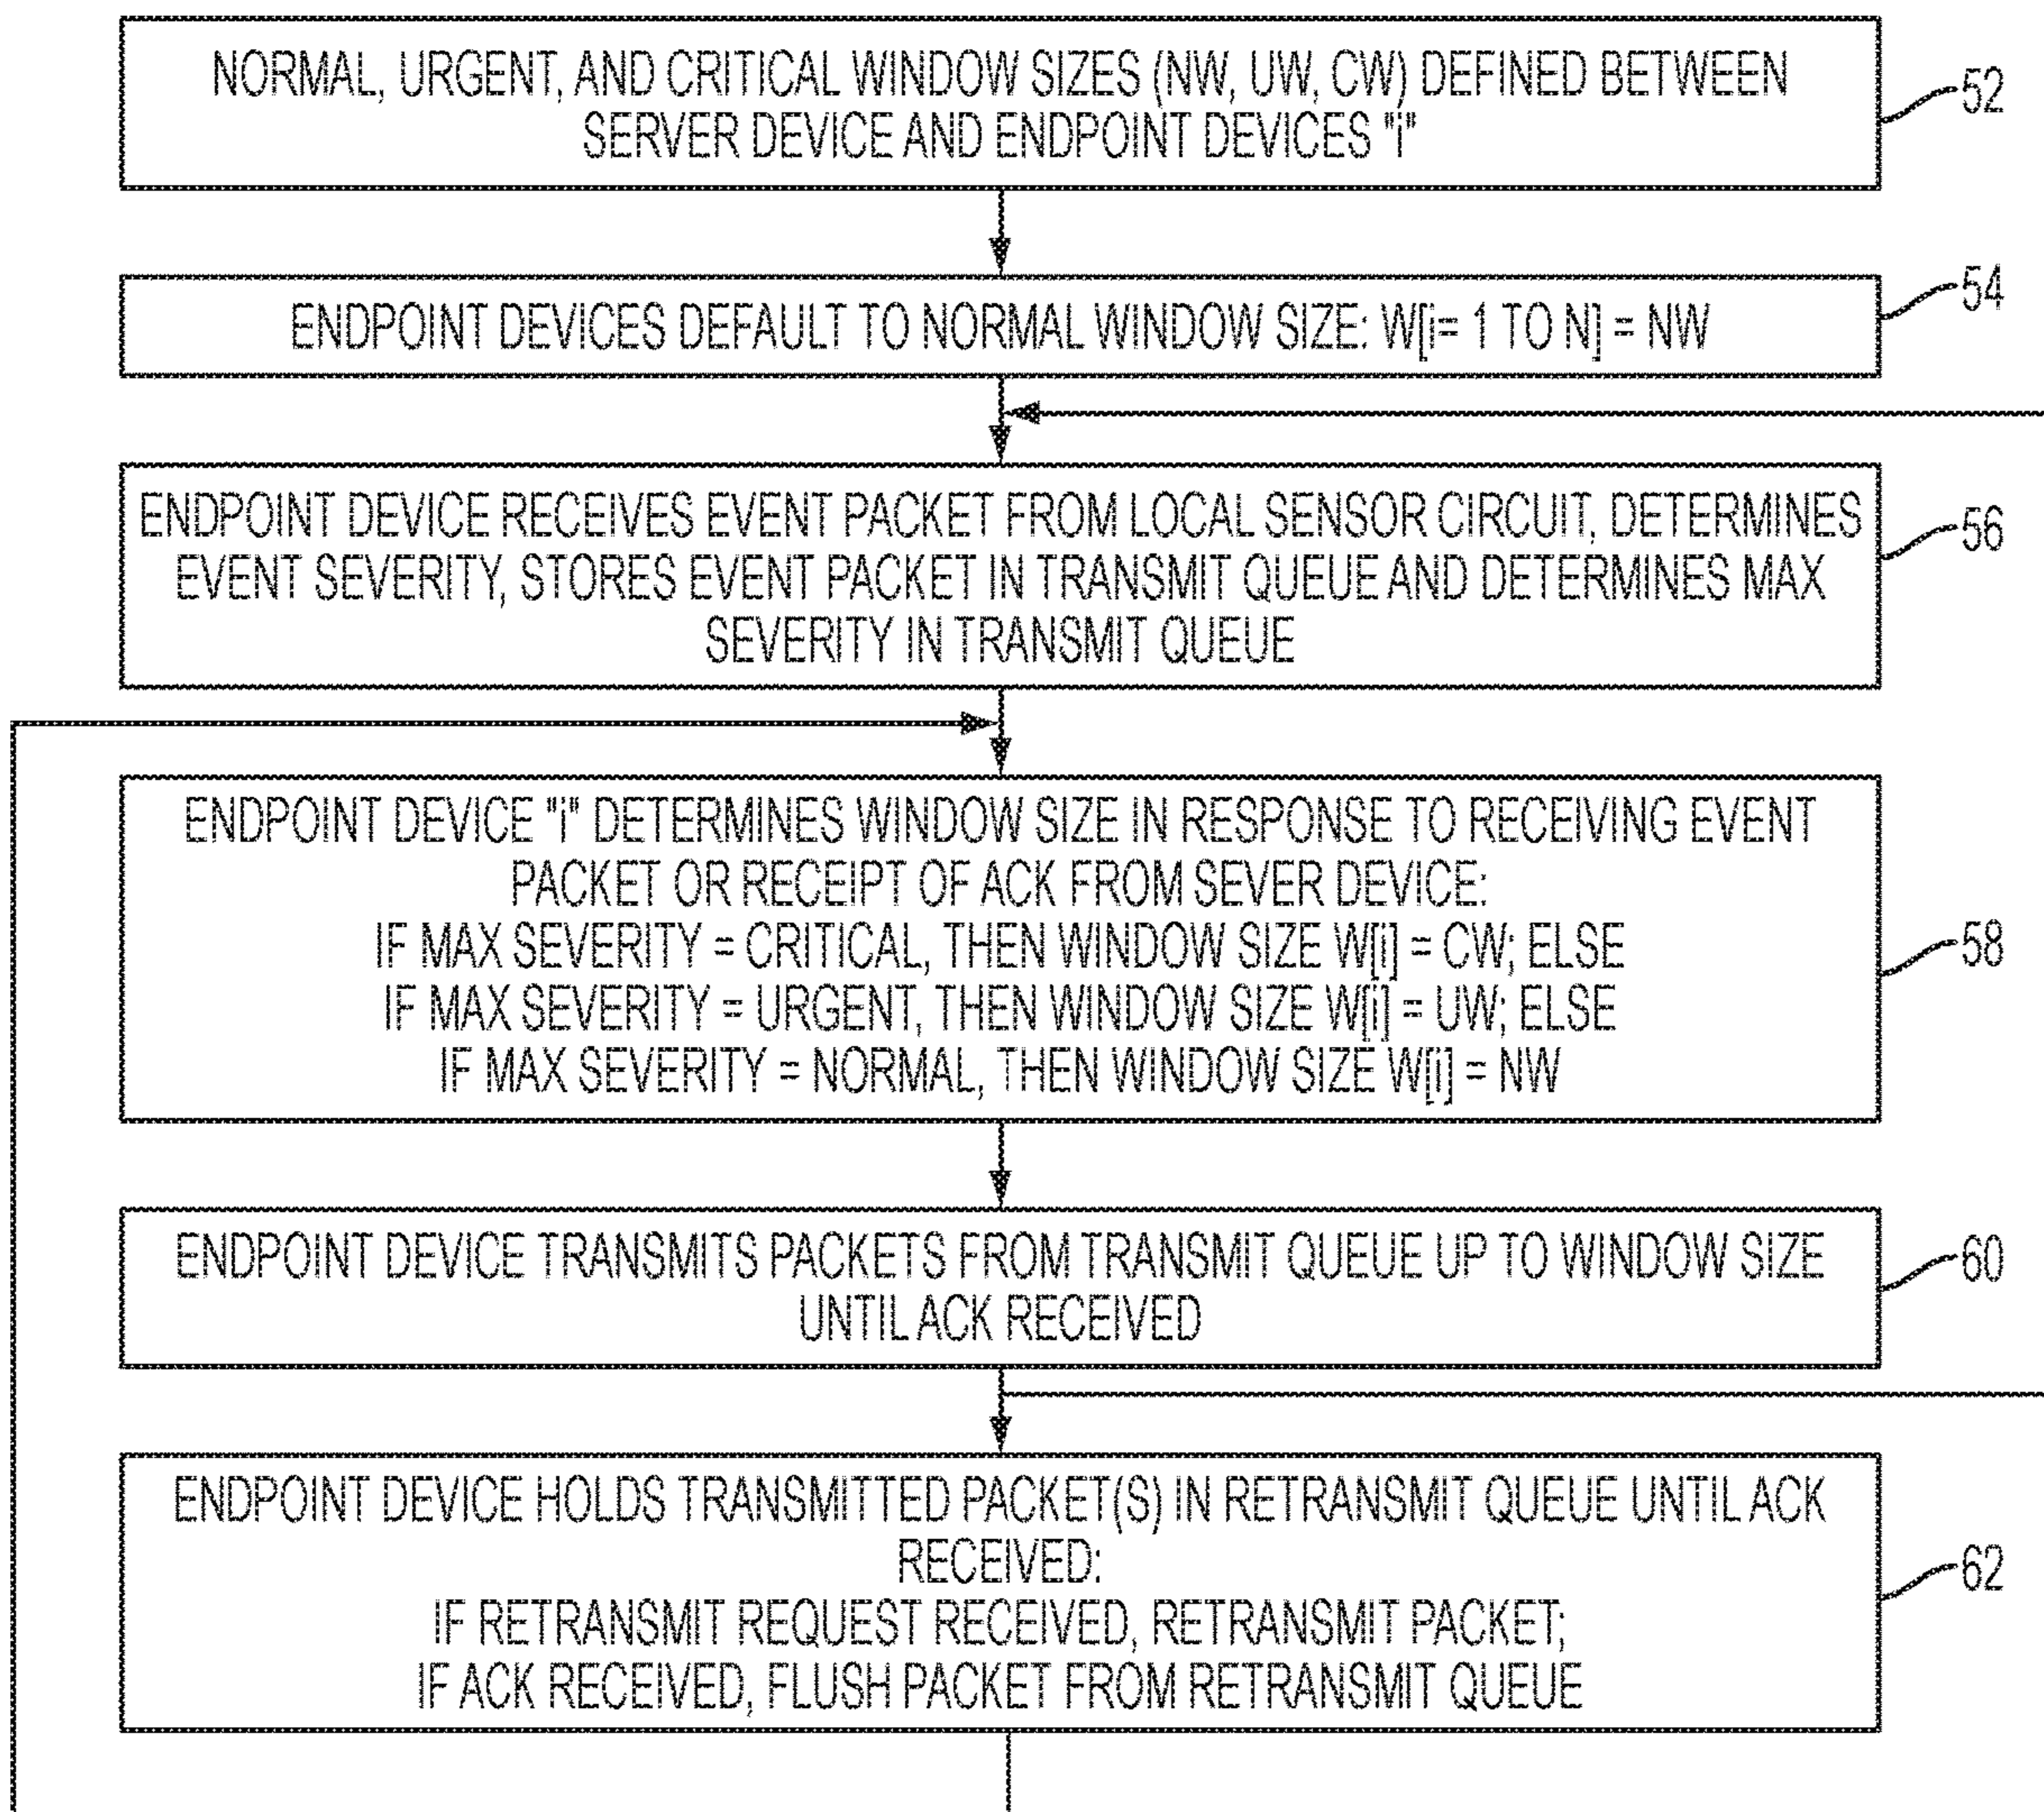 NORMAL, URGENT, AND CRITICAL WINDOW SIZES (NW, UW, CW) DEFINED BETWEEN
SERVER DEVICE AND ENDPOINT DEVICES "i"
52
ENDPOINT DEVICES DEFAULT TO NORMAL WINDOW SIZE: W[i= 1 TO N] = NW
54
ENDPOINT DEVICE RECEIVES EVENT PACKET FROM LOCAL SENSOR CIRCUIT, DETERMINES
EVENT SEVERITY, STORES EVENT PACKET IN TRANSMIT QUEUE AND DETERMINES MAX
SEVERITY IN TRANSMIT QUEUE
56
ENDPOINT DEVICE "i" DETERMINES WINDOW SIZE IN RESPONSE TO RECEIVING EVENT
PACKET OR RECEIPT OF ACK FROM SEVER DEVICE:
IF MAX SEVERITY = CRITICAL, THEN WINDOW SIZE W[i] = CW; ELSE
IF MAX SEVERITY = URGENT, THEN WINDOW SIZE W[i] = UW; ELSE
IF MAX SEVERITY = NORMAL, THEN WINDOW SIZE W[i] = NW
58
ENDPOINT DEVICE TRANSMITS PACKETS FROM TRANSMIT QUEUE UP TO WINDOW SIZE
UNTIL ACK RECEIVED
60
ENDPOINT DEVICE HOLDS TRANSMITTED PACKET(S) IN RETRANSMIT QUEUE UNTIL ACK
RECEIVED:
IF RETRANSMIT REQUEST RECEIVED, RETRANSMIT PACKET;
IF ACK RECEIVED, FLUSH PACKET FROM RETRANSMIT QUEUE
62